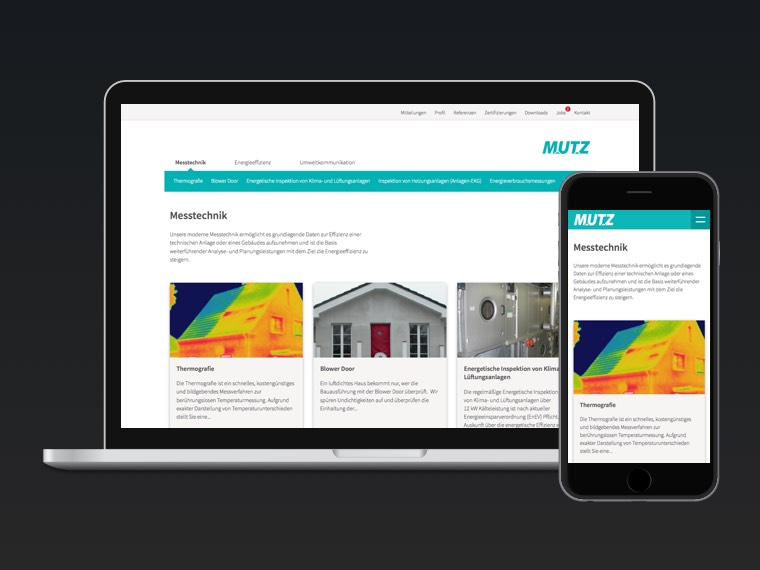 Mitteilungen Profil Referenzen Zertifizierungen Downloads Jobs Kontakt
M.UT.Z
Messtechnik Energieeffizienz Umweltkommunikation
Thermografie Blower Door Energetische Inspektion von Klima- und Lüftungsanlagen Inspektion von Heizungsanlagen (Anlagen-EKG) Energieverbrauchsmessungen
Messtechnik
Unsere moderne Messtechnik ermöglicht es grundlegende Daten zur Effizienz einer
technischen Anlage oder eines Gebäudes aufzunehmen und ist die Basis
weiterführender Analyse- und Planungsleistungen mit dem Ziel die Energieeffizienz zu
steigern.
Thermografie
Die Thermografie ist ein schnelles, kostengünstiges
und bildgebendes Messverfahren zur
berührungslosen Temperaturmessung. Aufgrund
exakter Darstellung von Temperaturunterschieden
stellt Sie eine...
Blower Door
Ein luftdichtes Haus bekommt nur, wer die
Bauausführung mit der Blower Door überprüft. Wir
spüren Undichtigkeiten auf und überprüfen die
Einhaltung der...
Energetische Inspektion von Klima
Lüftungsanlagen
Die regelmäßige Energetische Inspektion
von Klima- und Lüftungsanlagen über
12 kW Kälteleistung ist nach aktueller
Energieeinsparverordnung (EnEV) Pflicht.
Auskunft über die energetische Effizienz
M.UT.Z
Messtechnik
Unsere moderne Messtechnik ermöglicht es grundlegende
Daten zur Effizienz einer technischen Anlage oder eines
Gebäudes aufzunehmen und ist die Basis weiterführender
Analyse- und Planungsleistungen mit dem Ziel die
Energieeffizienz zu steigern.
Thermografie
Die Thermografie ist ein schnelles, kostengünstiges
und bildgebendes Messverfahren zur
berührungslosen Temperaturmessung. Aufgrund
exakter Darstellung von Temperaturunterschieden
stellt Sie eine...